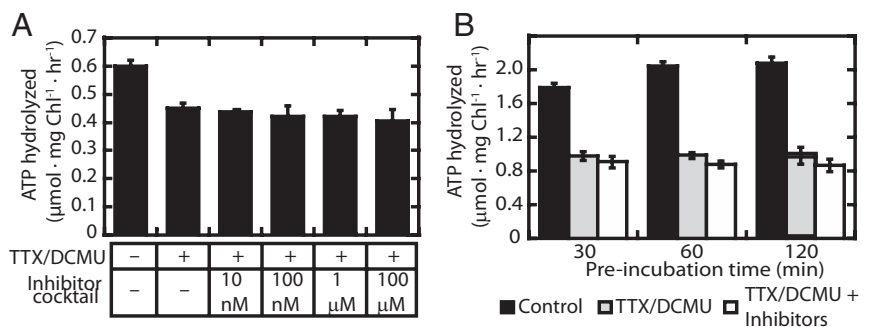 A
ATP hydrolyzed
(μmol · mg Chl⁻¹ · hr⁻¹)
0.7
0.6
0.5
0.4
0.3
0.2
0.1
0
TTX/DCMU – + + + + +
Inhibitor cocktail – – 10 nM 100 nM 1 μM 100 μM
B
ATP hydrolyzed
(μmol · mg Chl⁻¹ · hr⁻¹)
2.0
1.6
1.2
0.8
0.4
0
30 60 120
Pre-incubation time (min)
Control TTX/DCMU TTX/DCMU +
Inhibitors